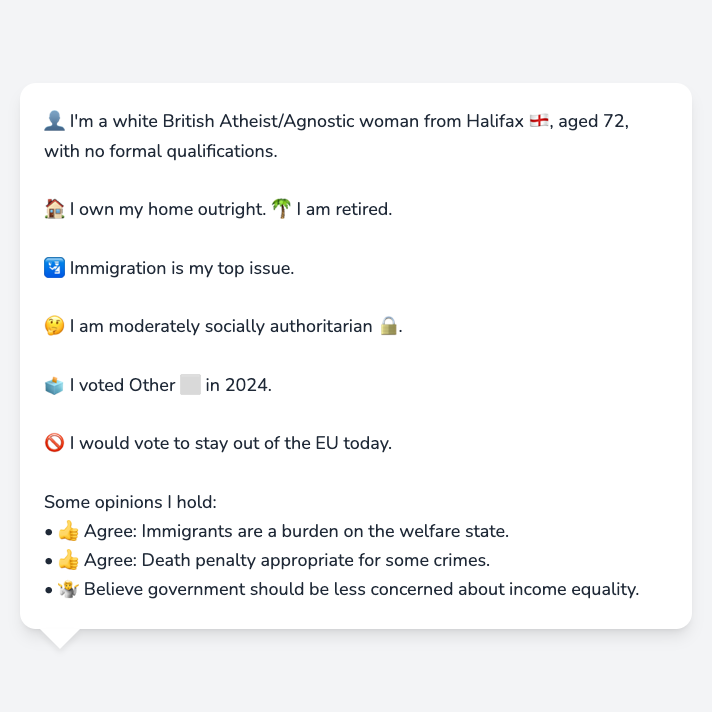 👤 I'm a white British Atheist/Agnostic woman from Halifax 🏴󠁧󠁢󠁥󠁮󠁧󠁿, aged 72,
with no formal qualifications.
🏠 I own my home outright. 🌴 I am retired.
🛂 Immigration is my top issue.
🤔 I am moderately socially authoritarian 🔒.
🗳️ I voted Other ⬜ in 2024.
🚫 I would vote to stay out of the EU today.
Some opinions I hold:
• 👍 Agree: Immigrants are a burden on the welfare state.
• 👍 Agree: Death penalty appropriate for some crimes.
• 🤷 Believe government should be less concerned about income equality.